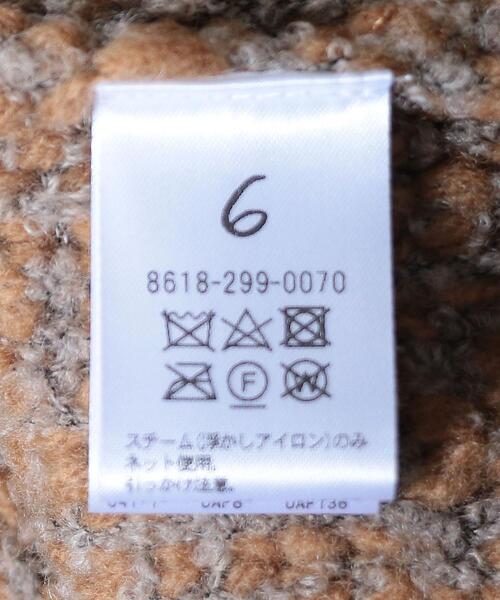 6
8618-299-0070
F W
スチーム(浮かしアイロン)のみ
ネット使用。
引っかけ注意。